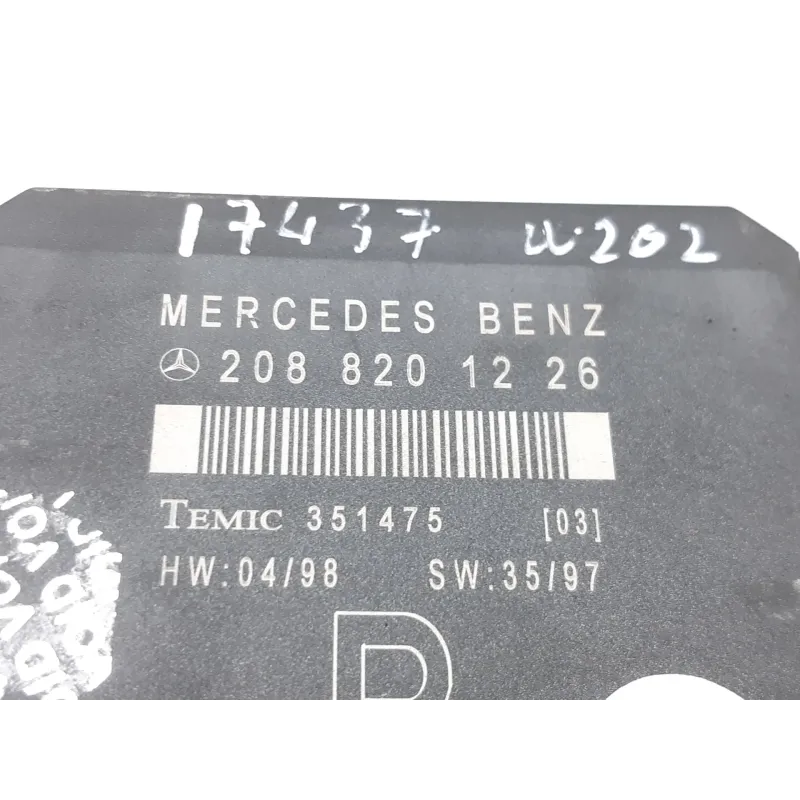 17437 W202
MERCEDES BENZ
208 820 12 26
TEMIC 351475 [03]
HW:04/98 SW:35/97